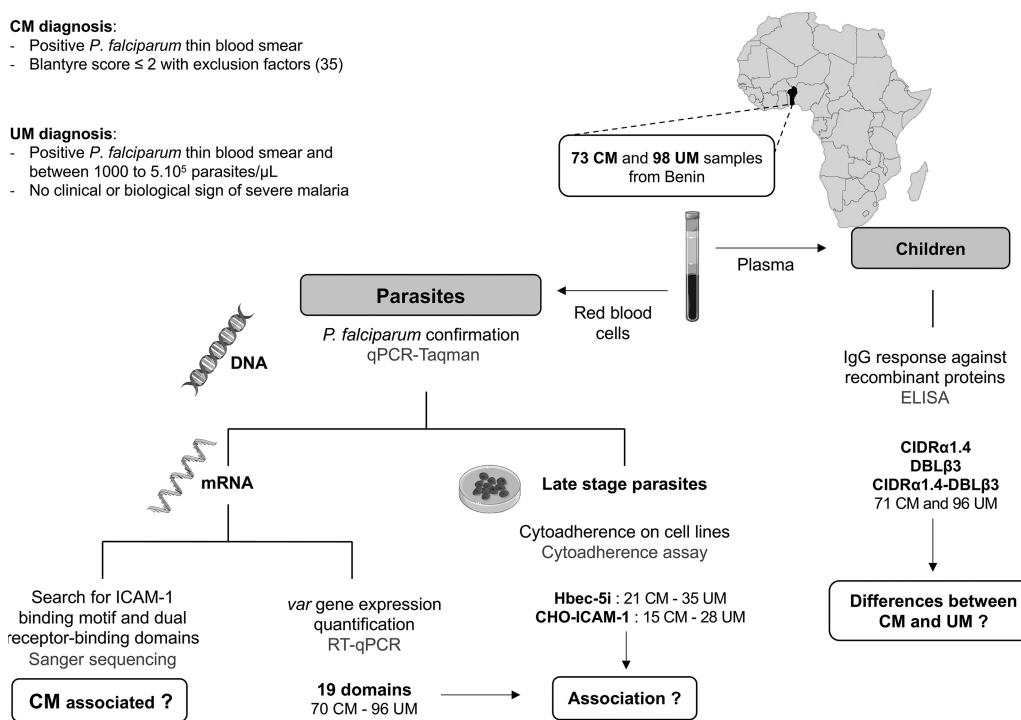 CM diagnosis:
- Positive P. falciparum thin blood smear
- Blantyre score ≤ 2 with exclusion factors (35)
UM diagnosis:
- Positive P. falciparum thin blood smear and
between 1000 to 5.10⁵ parasites/µL
- No clinical or biological sign of severe malaria
73 CM and 98 UM samples
from Benin
Plasma
Children
Red blood
cells
Parasites
P. falciparum confirmation
qPCR-Taqman
DNA
IgG response against
recombinant proteins
ELISA
CIDRα1.4
DBLβ3
CIDRα1.4-DBLβ3
71 CM and 96 UM
Differences between
CM and UM ?
mRNA
Late stage parasites
Cytoadherence on cell lines
Cytoadherence assay
Hbec-5i : 21 CM - 35 UM
CHO-ICAM-1 : 15 CM - 28 UM
Search for ICAM-1
binding motif and dual
receptor-binding domains
Sanger sequencing
CM associated ?
var gene expression
quantification
RT-qPCR
19 domains
70 CM - 96 UM
Association ?